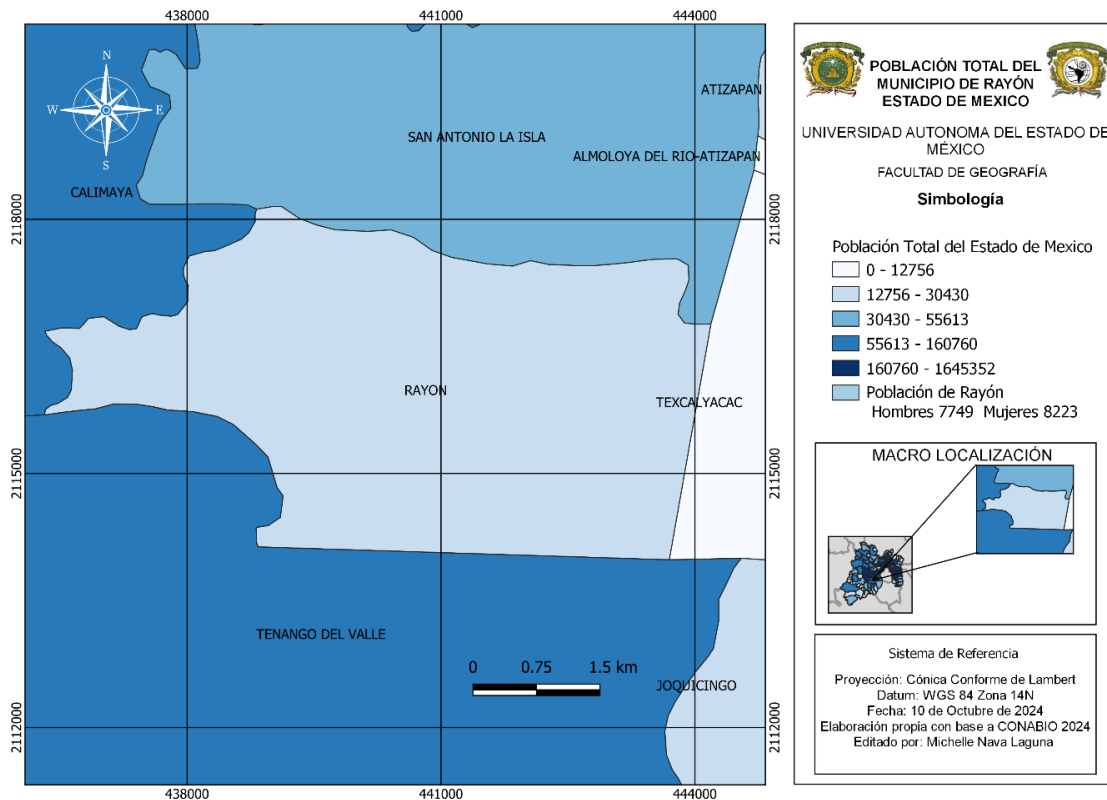 438000
441000
444000
N
W
E
S
ATIZAPAN
SAN ANTONIO LA ISLA
ALMOLOYA DEL RIO-ATIZAPAN
CALIMAYA
2118000
2118000
RAYON
TEXCALYACAC
2115000
2115000
TENANGO DEL VALLE
0 0.75 1.5 km
JOQUICINGO
2112000
2112000
438000
441000
444000
POBLACIÓN TOTAL DEL
MUNICIPIO DE RAYÓN
ESTADO DE MEXICO
UNIVERSIDAD AUTONOMA DEL ESTADO DE
MÉXICO
FACULTAD DE GEOGRAFÍA
Simbología
Población Total del Estado de Mexico
0 - 12756
12756 - 30430
30430 - 55613
55613 - 160760
160760 - 1645352
Población de Rayón
Hombres 7749 Mujeres 8223
MACRO LOCALIZACIÓN
Sistema de Referencia
Proyección: Cónica Conforme de Lambert
Datum: WGS 84 Zona 14N
Fecha: 10 de Octubre de 2024
Elaboración propia con base a CONABIO 2024
Editado por: Michelle Nava Laguna